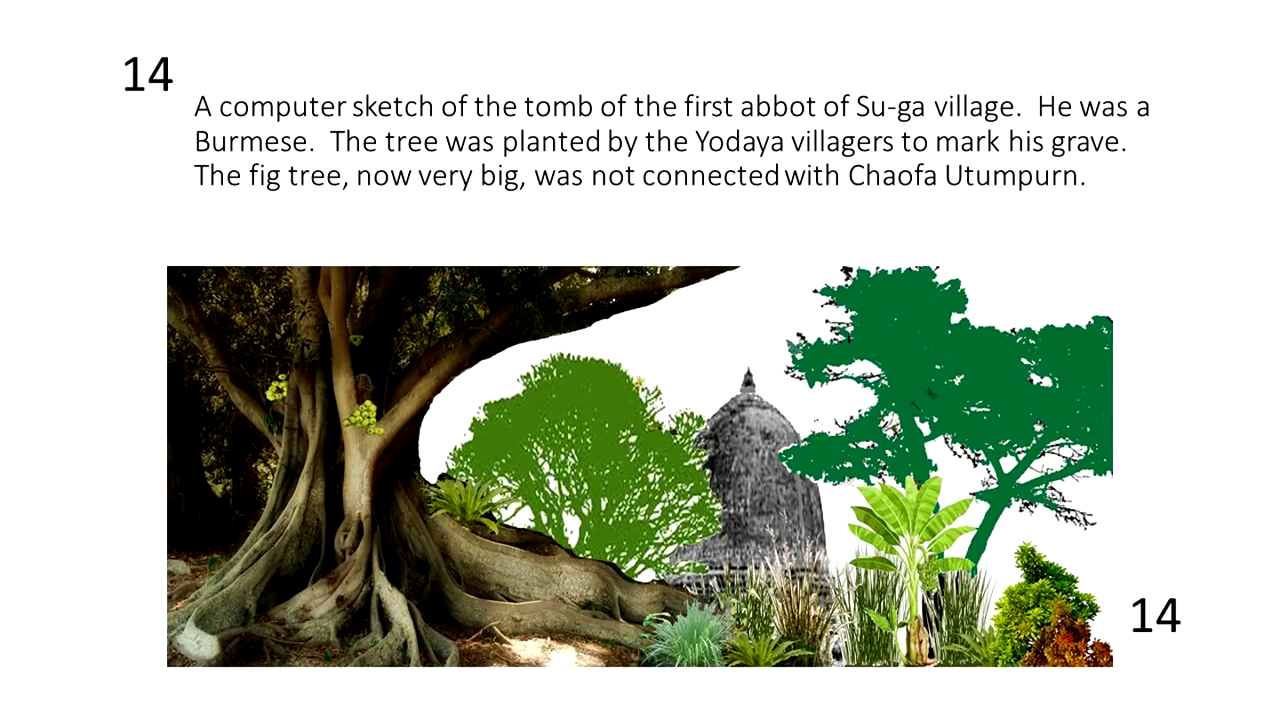 14
A computer sketch of the tomb of the first abbot of Su-ga village.  He was a
Burmese.  The tree was planted by the Yodaya villagers to mark his grave.
The fig tree, now very big, was not connected with Chaofa Utumpurn.
14